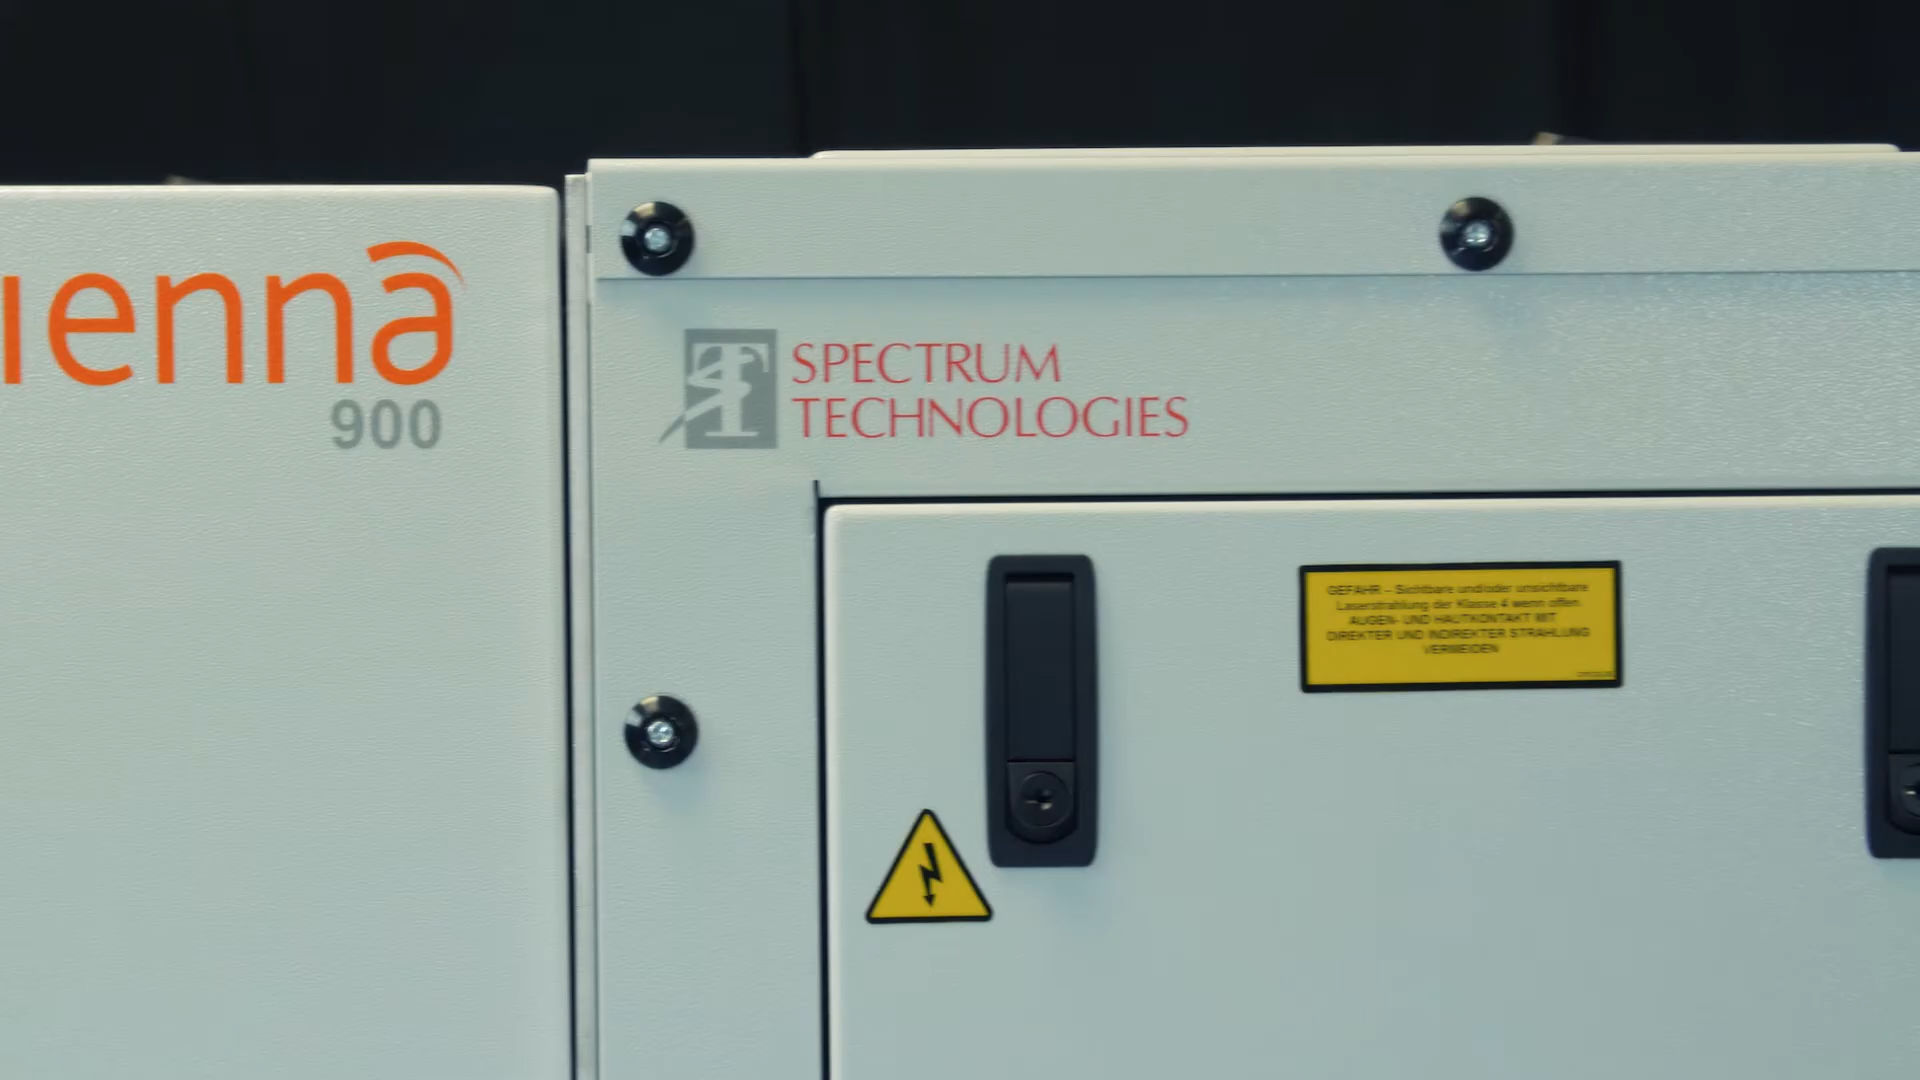 ienna
900
SPECTRUM
TECHNOLOGIES
GEFAHR – Sichtbare und/oder unsichtbare
Laserstrahlung der Klasse 4 wenn offen
AUGEN- UND HAUTKONTAKT MIT
DIREKTER UND INDIREKTER STRAHLUNG
VERMEIDEN